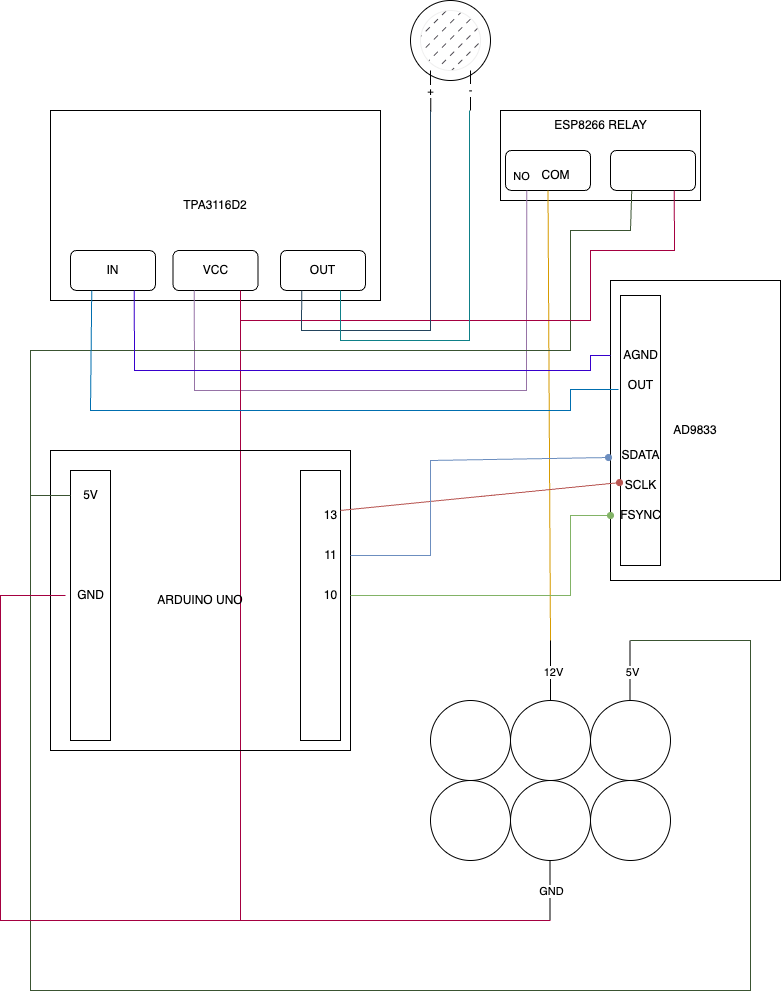 + -
ESP8266 RELAY
NO COM
TPA3116D2
IN VCC OUT
AGND
OUT
AD9833
SDATA
SCLK
FSYNC
5V
13
11
GND ARDUINO UNO 10
12V 5V
GND